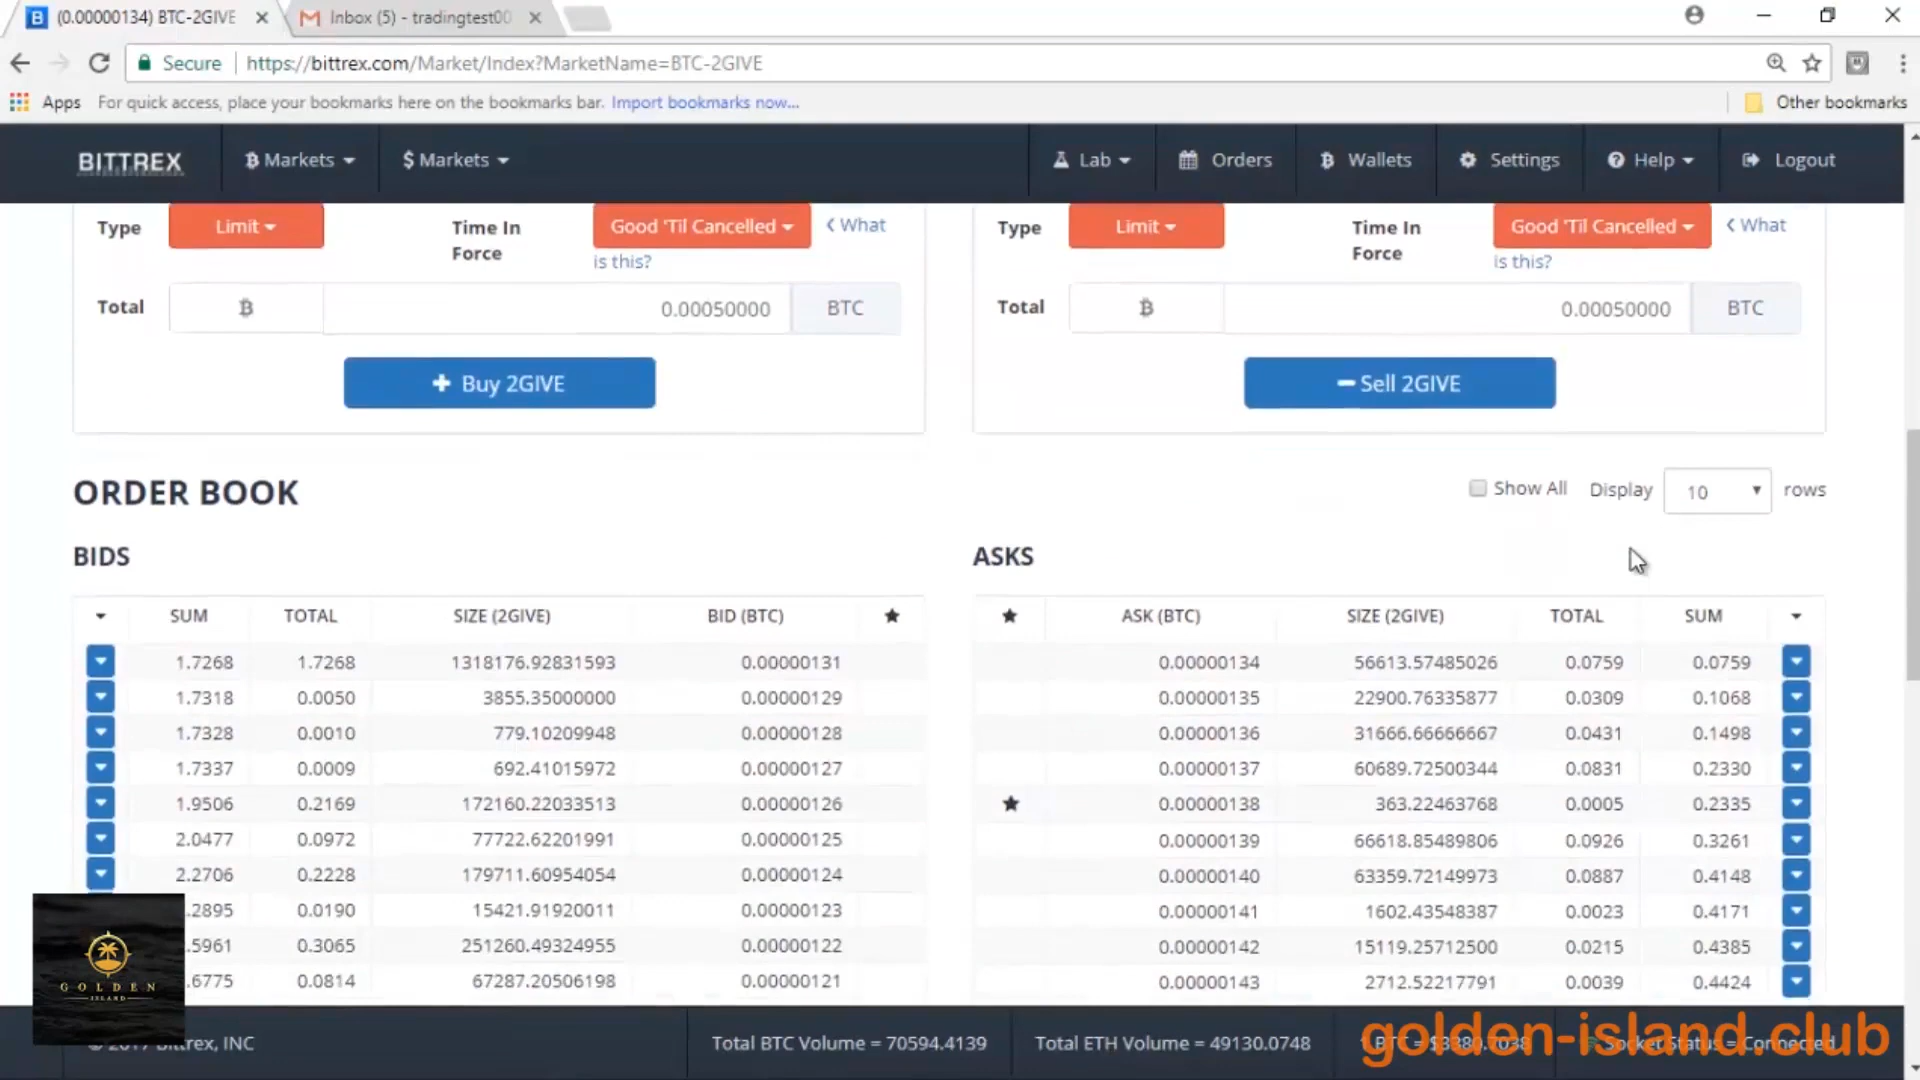 (0.00000134) BTC-2GIVE
Inbox (5) - tradingtest00
Secure https://bittrex.com/Market/Index?MarketName=BTC-2GIVE
Apps For quick access, place your bookmarks here on the bookmarks bar. Import bookmarks now... Other bookmarks
BITTREX Markets $ Markets Lab Orders Wallets Settings Help Logout
Type Limit Time In Force Good 'Til Cancelled What is this?
Total 0.00050000 BTC
+ Buy 2GIVE
Type Limit Time In Force Good 'Til Cancelled What is this?
Total 0.00050000 BTC
Sell 2GIVE
ORDER BOOK
Show All Display 10 rows
BIDS
SUM TOTAL SIZE (2GIVE) BID (BTC)
1.7268 1.7268 1318176.92831593 0.00000131
1.7318 0.0050 3855.35000000 0.00000129
1.7328 0.0010 779.10209948 0.00000128
1.7337 0.0009 692.41015972 0.00000127
1.9506 0.2169 172160.22033513 0.00000126
2.0477 0.0972 77722.62201991 0.00000125
2.2706 0.2228 179711.60954054 0.00000124
.2895 0.0190 15421.91920011 0.00000123
.5961 0.3065 251260.49324955 0.00000122
.6775 0.0814 67287.20506198 0.00000121
ASKS
ASK (BTC) SIZE (2GIVE) TOTAL SUM
0.00000134 56613.57485026 0.0759 0.0759
0.00000135 22900.76335877 0.0309 0.1068
0.00000136 31666.66666667 0.0431 0.1498
0.00000137 60689.72500344 0.0831 0.2330
0.00000138 363.22463768 0.0005 0.2335
0.00000139 66618.85489806 0.0926 0.3261
0.00000140 63359.72149973 0.0887 0.4148
0.00000141 1602.43548387 0.0023 0.4171
0.00000142 15119.25712500 0.0215 0.4385
0.00000143 2712.52217791 0.0039 0.4424
GOLDEN
ISLAND
© 2017 Bittrex, INC Total BTC Volume = 70594.4139 Total ETH Volume = 49130.0748 Socket Status = Connected
golden-island.club